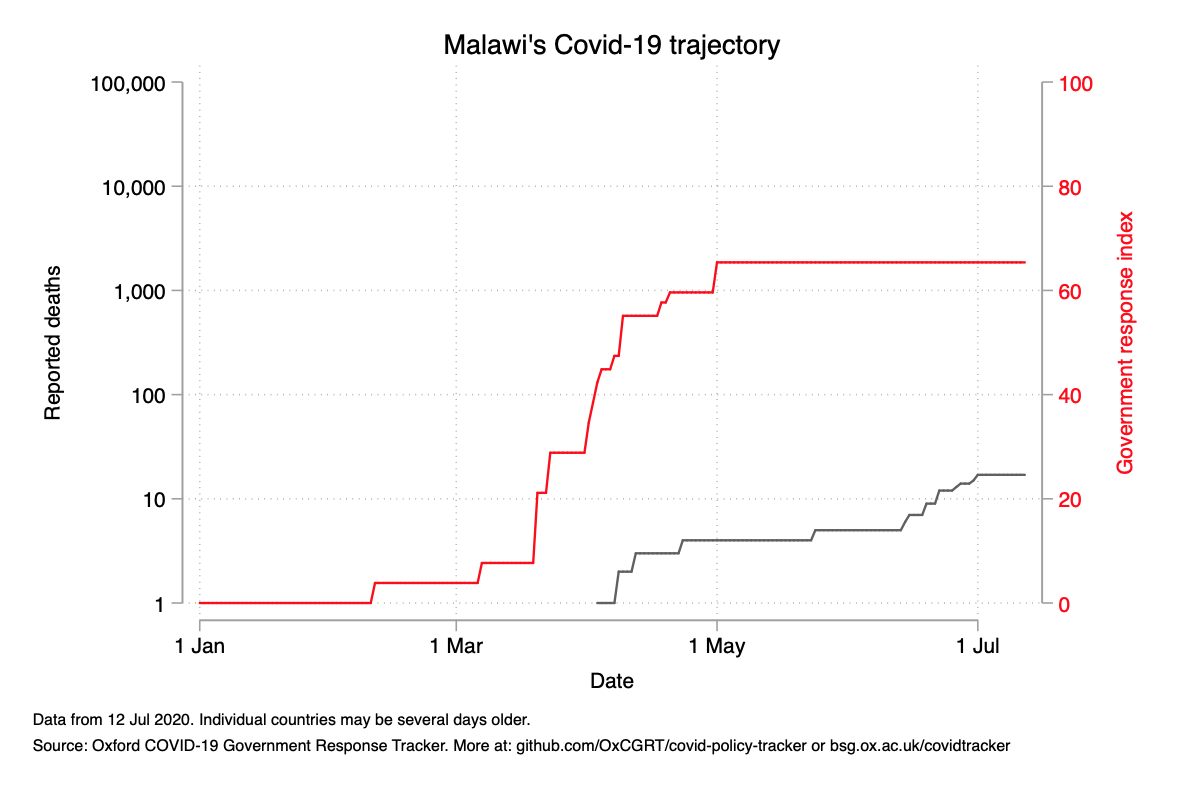 Malawi's Covid-19 trajectory
100,000
10,000
1,000
100
10
1
Reported deaths
100
80
60
40
20
0
Government response index
1 Jan
1 Mar
1 May
1 Jul
Date
Data from 12 Jul 2020. Individual countries may be several days older.
Source: Oxford COVID-19 Government Response Tracker. More at: github.com/OxCGRT/covid-policy-tracker or bsg.ox.ac.uk/covidtracker